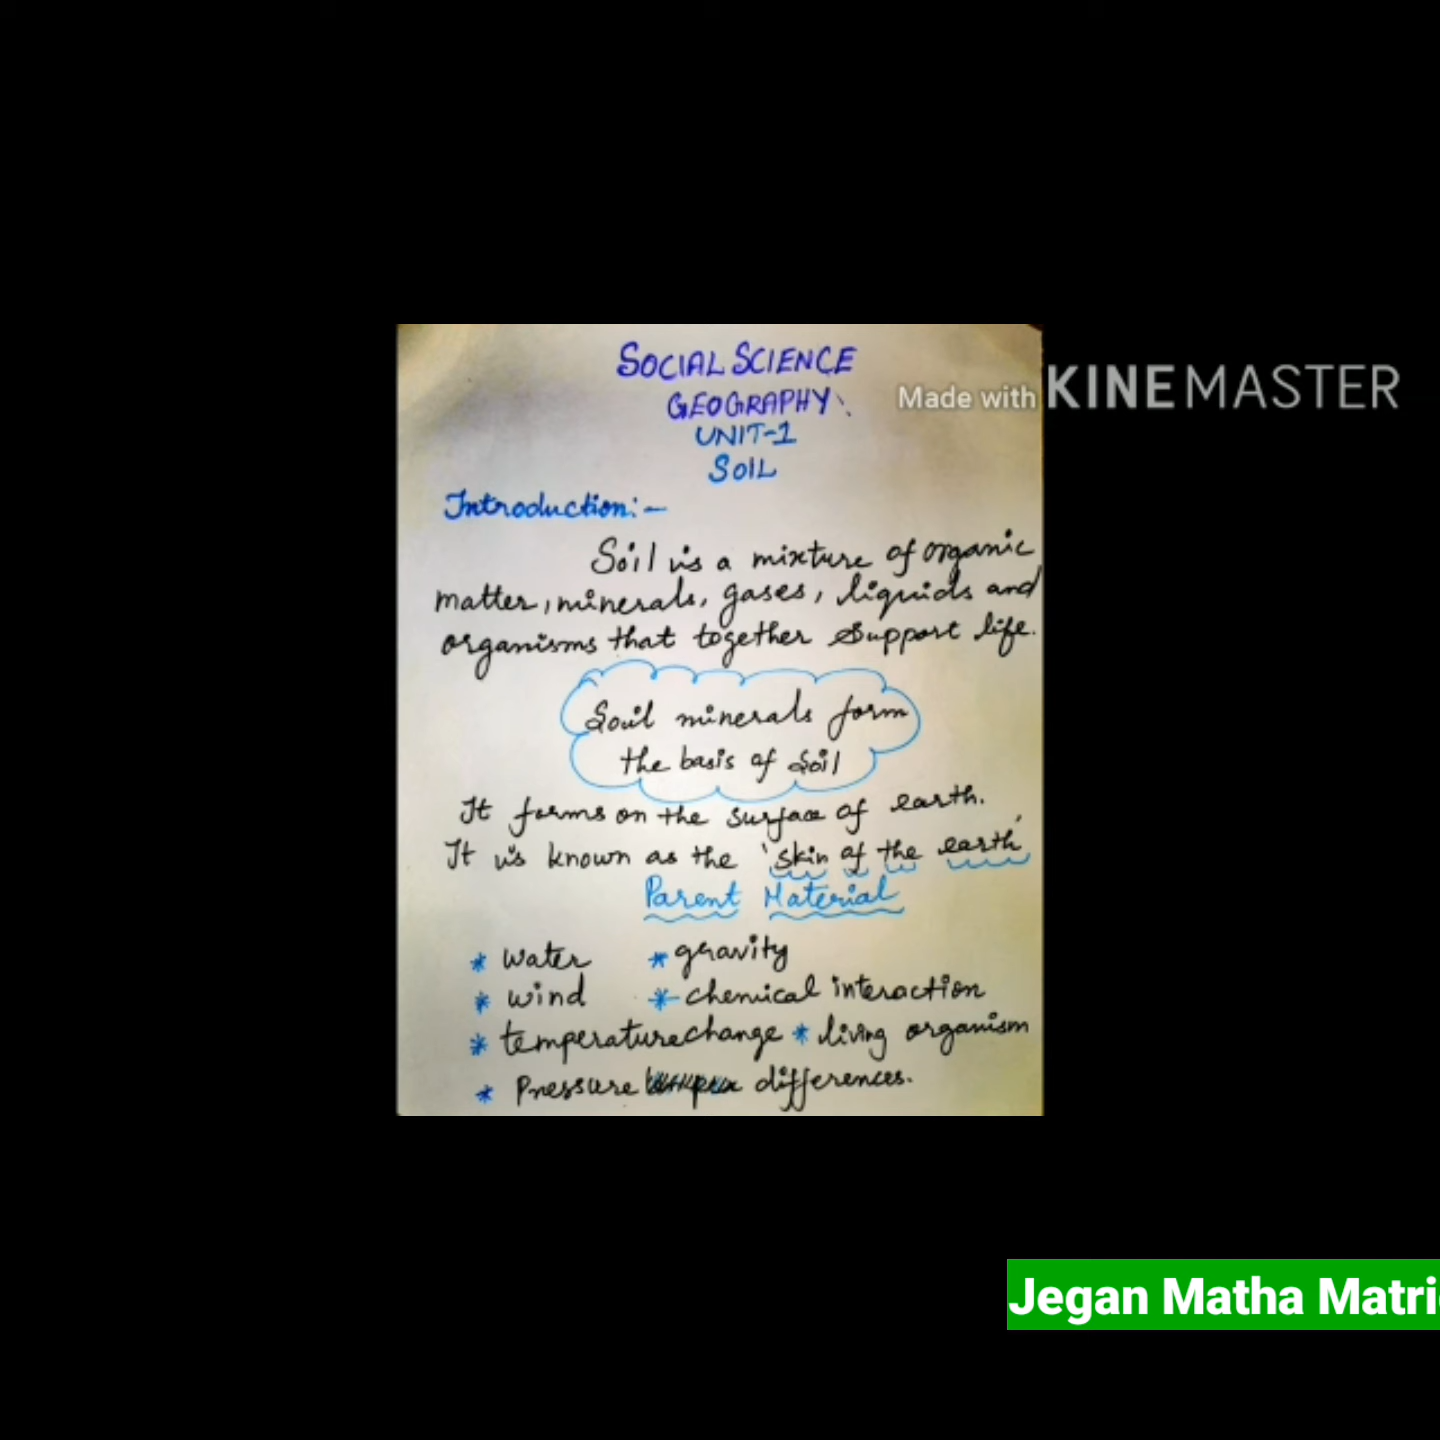 SOCIAL SCIENCE
GEOGRAPHY
Made with KINEMASTER
UNIT-1
SOIL
Introduction:-
Soil is a mixture of organic
matter, minerals, gases, liquids and
organisms that together support life.
Soil minerals form
the basis of soil
It forms on the surface of earth.
It is known as the 'skin of the earth'
Parent Material
* water * gravity
* wind * chemical interaction
* temperature change * living organism
* Pressure differences.
Jegan Matha Matri